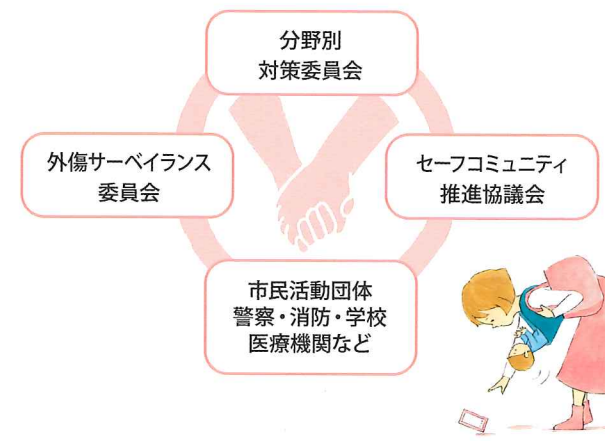 分野別
対策委員会
外傷サーベイランス
委員会
セーフコミュニティ
推進協議会
市民活動団体
警察・消防・学校
医療機関など